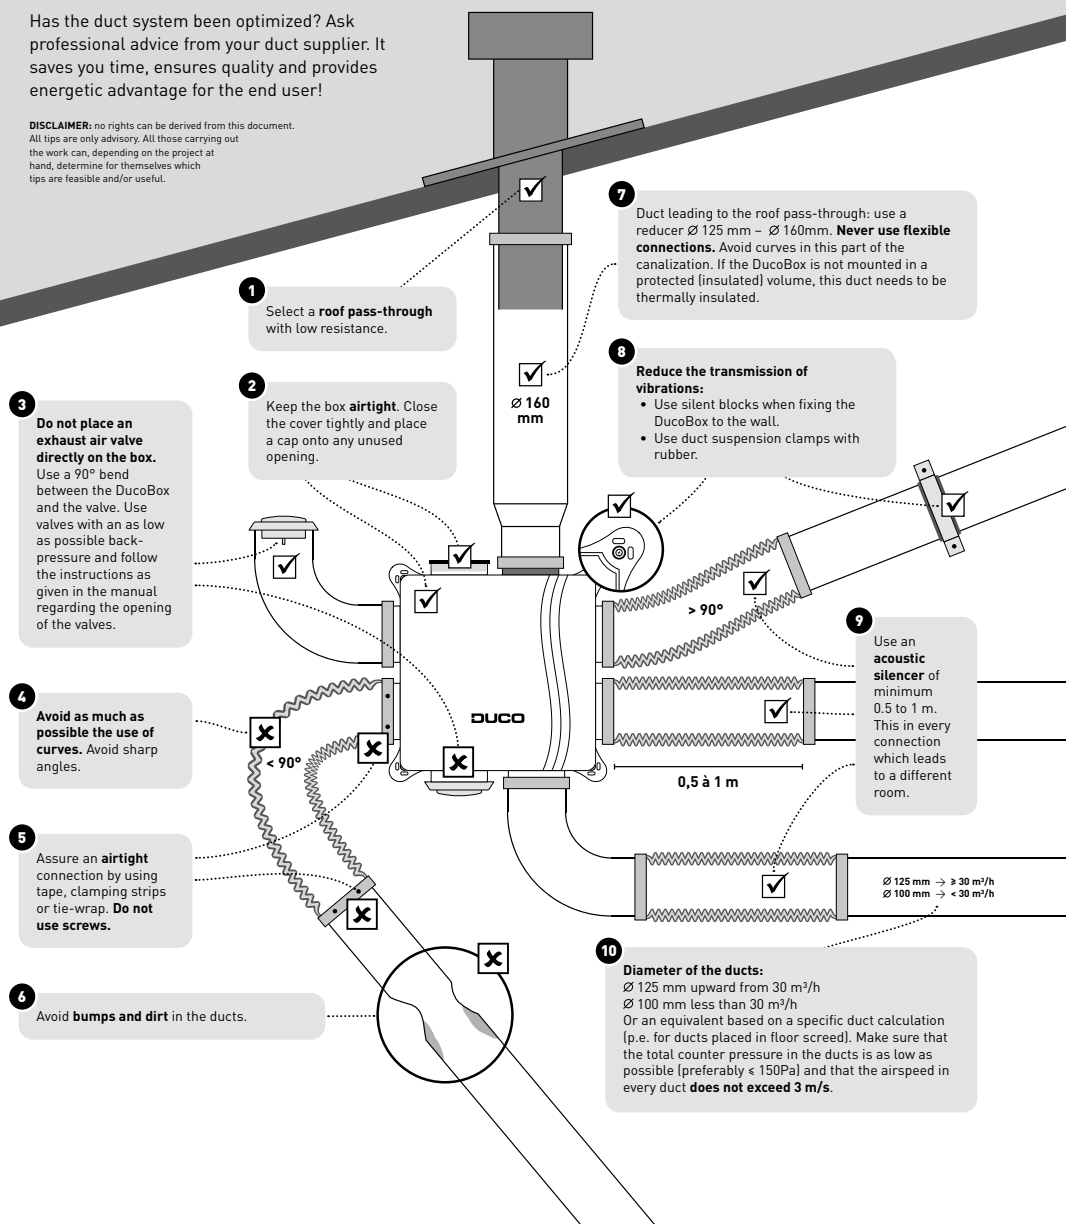 Has the duct system been optimized? Ask
professional advice from your duct supplier. It
saves you time, ensures quality and provides
energetic advantage for the end user!
DISCLAIMER: no rights can be derived from this document.
All tips are only advisory. All those carrying out
the work can, depending on the project at
hand, determine for themselves which
tips are feasible and/or useful.
7
Duct leading to the roof pass-through: use a
reducer Ø 125 mm – Ø 160mm. Never use flexible
connections. Avoid curves in this part of the
canalization. If the DucoBox is not mounted in a
protected (insulated) volume, this duct needs to be
thermally insulated.
1
Select a roof pass-through
with low resistance.
8
Reduce the transmission of
vibrations:
• Use silent blocks when fixing the
DucoBox to the wall.
• Use duct suspension clamps with
rubber.
2
Keep the box airtight. Close
the cover tightly and place
a cap onto any unused
opening.
Ø 160
mm
3
Do not place an
exhaust air valve
directly on the box.
Use a 90° bend
between the DucoBox
and the valve. Use
valves with an as low
as possible back-
pressure and follow
the instructions as
given in the manual
regarding the opening
of the valves.
> 90°
9
Use an
acoustic
silencer of
minimum
0.5 to 1 m.
This in every
connection
which leads
to a different
room.
4
Avoid as much as
possible the use of
curves. Avoid sharp
angles.
DUCO
< 90°
0,5 à 1 m
5
Assure an airtight
connection by using
tape, clamping strips
or tie-wrap. Do not
use screws.
Ø 125 mm → ⩾ 30 m³/h
Ø 100 mm → < 30 m³/h
10
Diameter of the ducts:
Ø 125 mm upward from 30 m³/h
Ø 100 mm less than 30 m³/h
Or an equivalent based on a specific duct calculation
(p.e. for ducts placed in floor screed). Make sure that
the total counter pressure in the ducts is as low as
possible (preferably ⩽ 150Pa) and that the airspeed in
every duct does not exceed 3 m/s.
6
Avoid bumps and dirt in the ducts.